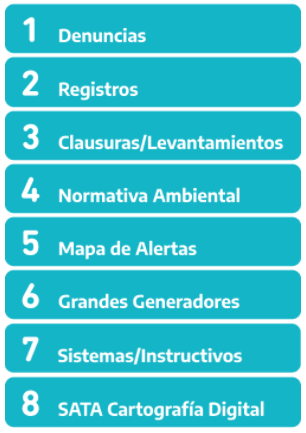 1 Denuncias
2 Registros
3 Clausuras/Levantamientos
4 Normativa Ambiental
5 Mapa de Alertas
6 Grandes Generadores
7 Sistemas/Instructivos
8 SATA Cartografía Digital